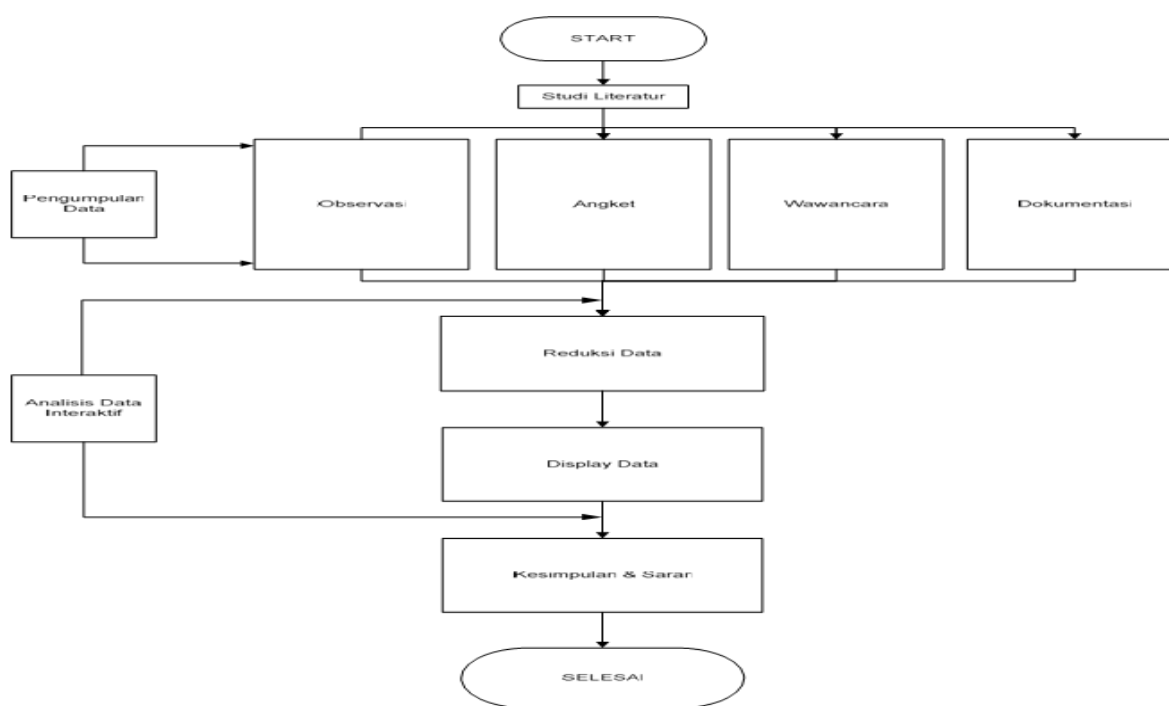 START
Studi Literatur
Pengumpulan
Data
Observasi
Angket
Wawancara
Dokumentasi
Reduksi Data
Analisis Data
Interaktif
Display Data
Kesimpulan & Saran
SELESAI